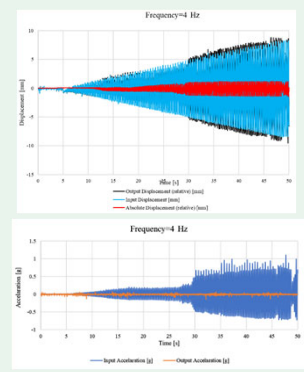 Frequency=4 Hz
Displacement [mm]
10
5
0
-5
-10
-15
0 5 10 15 20 25 30 35 40 45 50
Time [s]
Output Displacement (relative) [mm]
Input Displacement [mm]
Absolute Displacement (relative) [mm]
Frequency=4 Hz
Acceleration [g]
1.5
1
0.5
0
-0.5
-1
0 5 10 15 20 25 30 35 40 45 50
Time [s]
Input Acceleration [g] Output Acceleration [g]